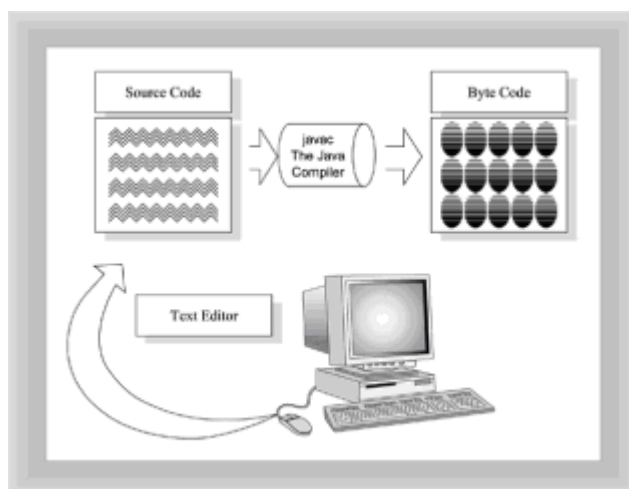 Source Code
Byte Code
javac
The Java
Compiler
Text Editor